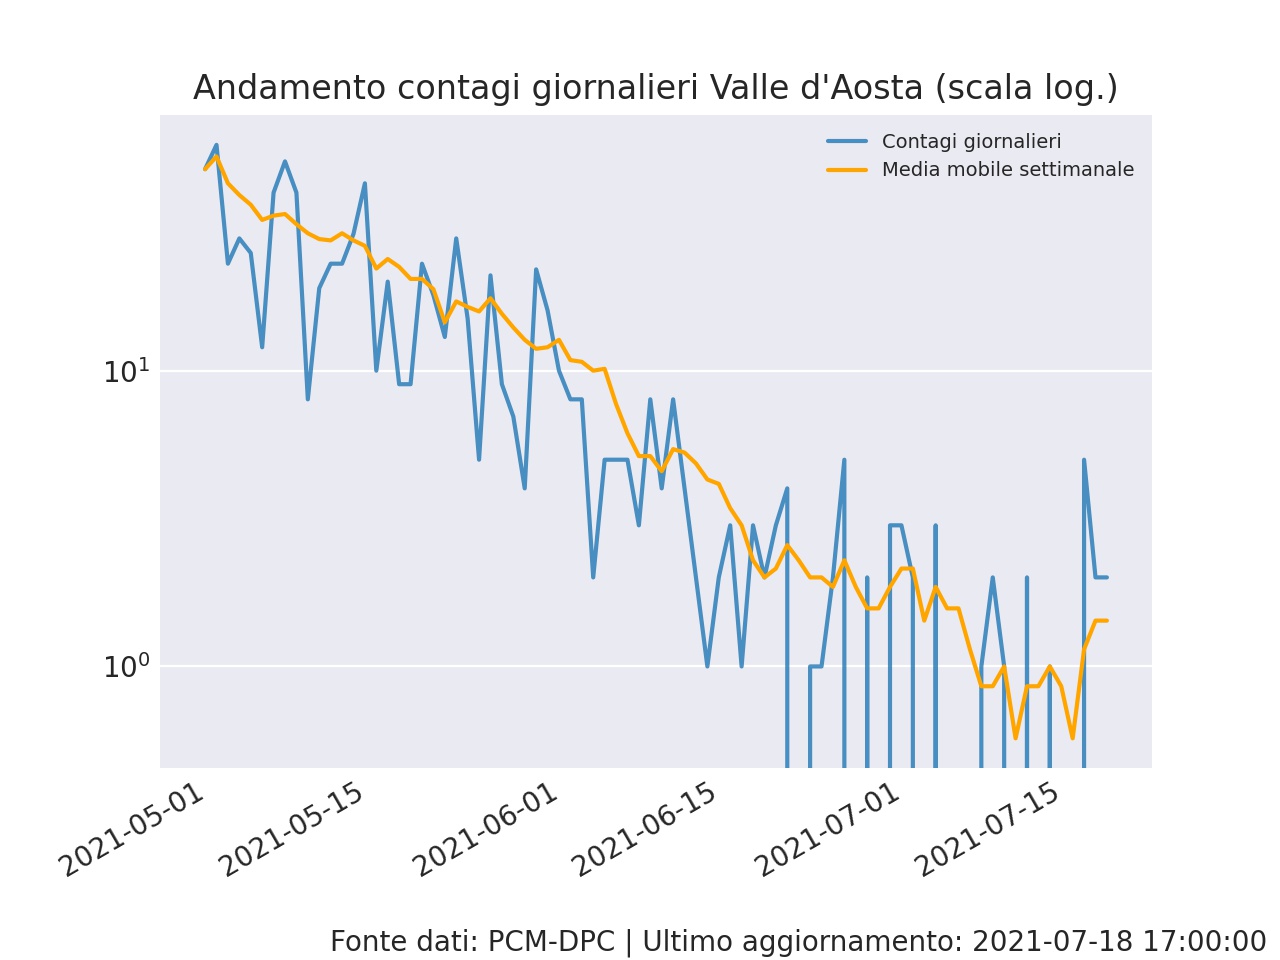 Andamento contagi giornalieri Valle d'Aosta (scala log.)
Contagi giornalieri
Media mobile settimanale
10¹
10⁰
2021-05-01
2021-05-15
2021-06-01
2021-06-15
2021-07-01
2021-07-15
Fonte dati: PCM-DPC | Ultimo aggiornamento: 2021-07-18 17:00:00